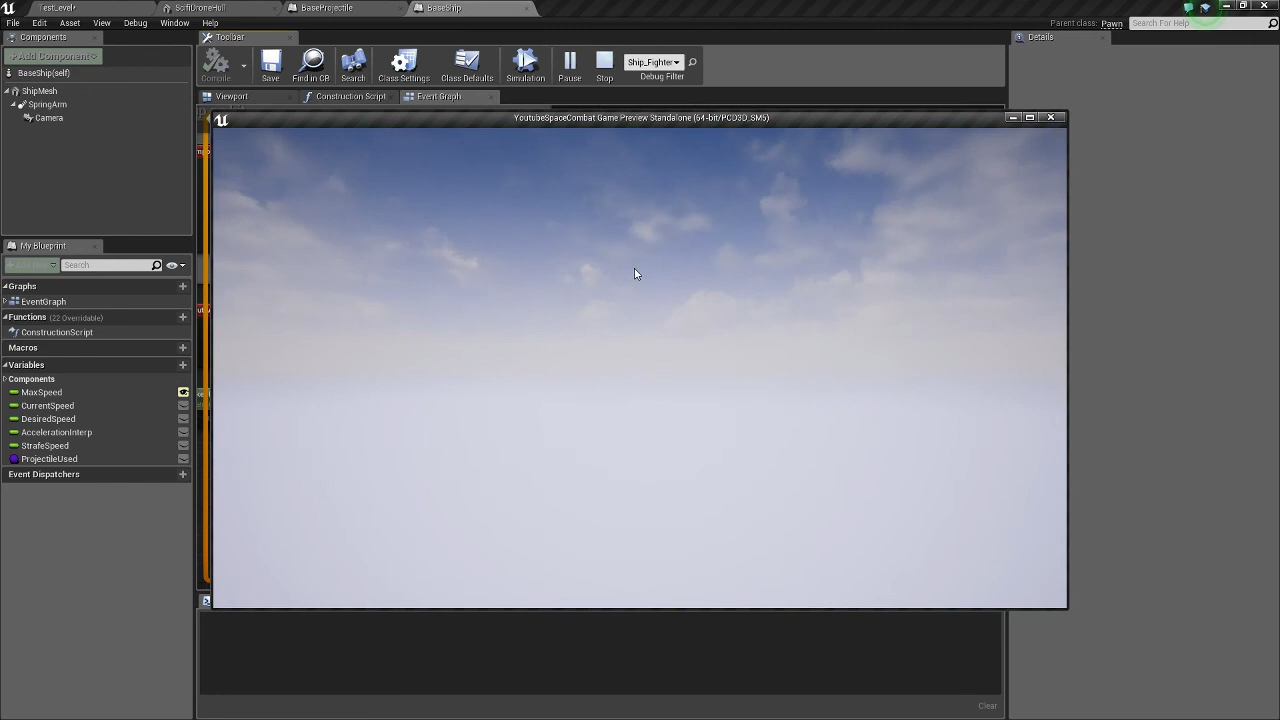 TestLevel•
ScifiDroneHull
BaseProjectile
BaseShip
File Edit Asset View Debug Window Help
Parent class: Pawn
Search For Help
Components
Toolbar
Details
+Add Component
BaseShip(self)
ShipMesh
SpringArm
Camera
Compile Save Find in CB Search Class Settings Class Defaults Simulation Pause Stop
Ship_Fighter
Debug Filter
Viewport
Construction Script
Event Graph
YoutubeSpaceCombat Game Preview Standalone (64-bit/PCD3D_SM5)
My Blueprint
Search
Graphs
EventGraph
Functions (22 Overridable)
ConstructionScript
Macros
Variables
Components
MaxSpeed
CurrentSpeed
DesiredSpeed
AccelerationInterp
StrafeSpeed
ProjectileUsed
Event Dispatchers
Clear